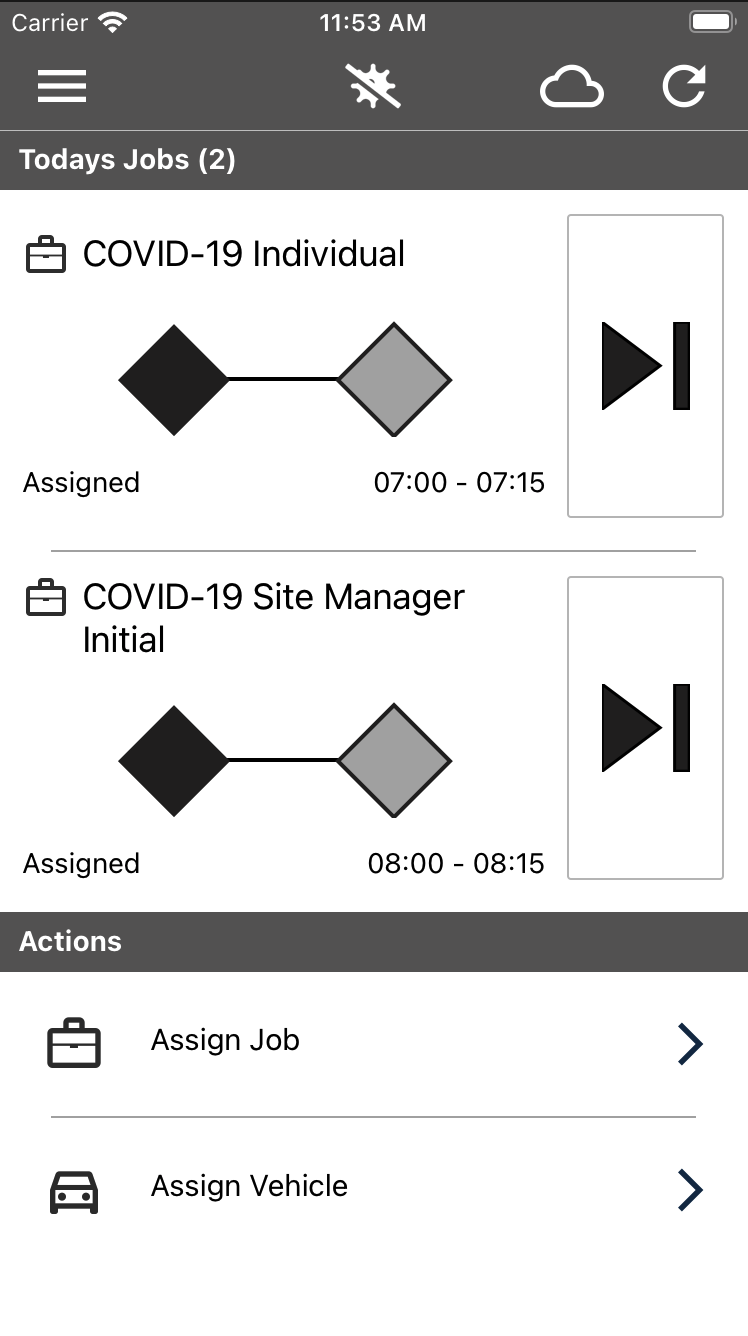 Carrier 11:53 AM
Todays Jobs (2)
COVID-19 Individual
Assigned 07:00 - 07:15
COVID-19 Site Manager
Initial
Assigned 08:00 - 08:15
Actions
Assign Job
Assign Vehicle